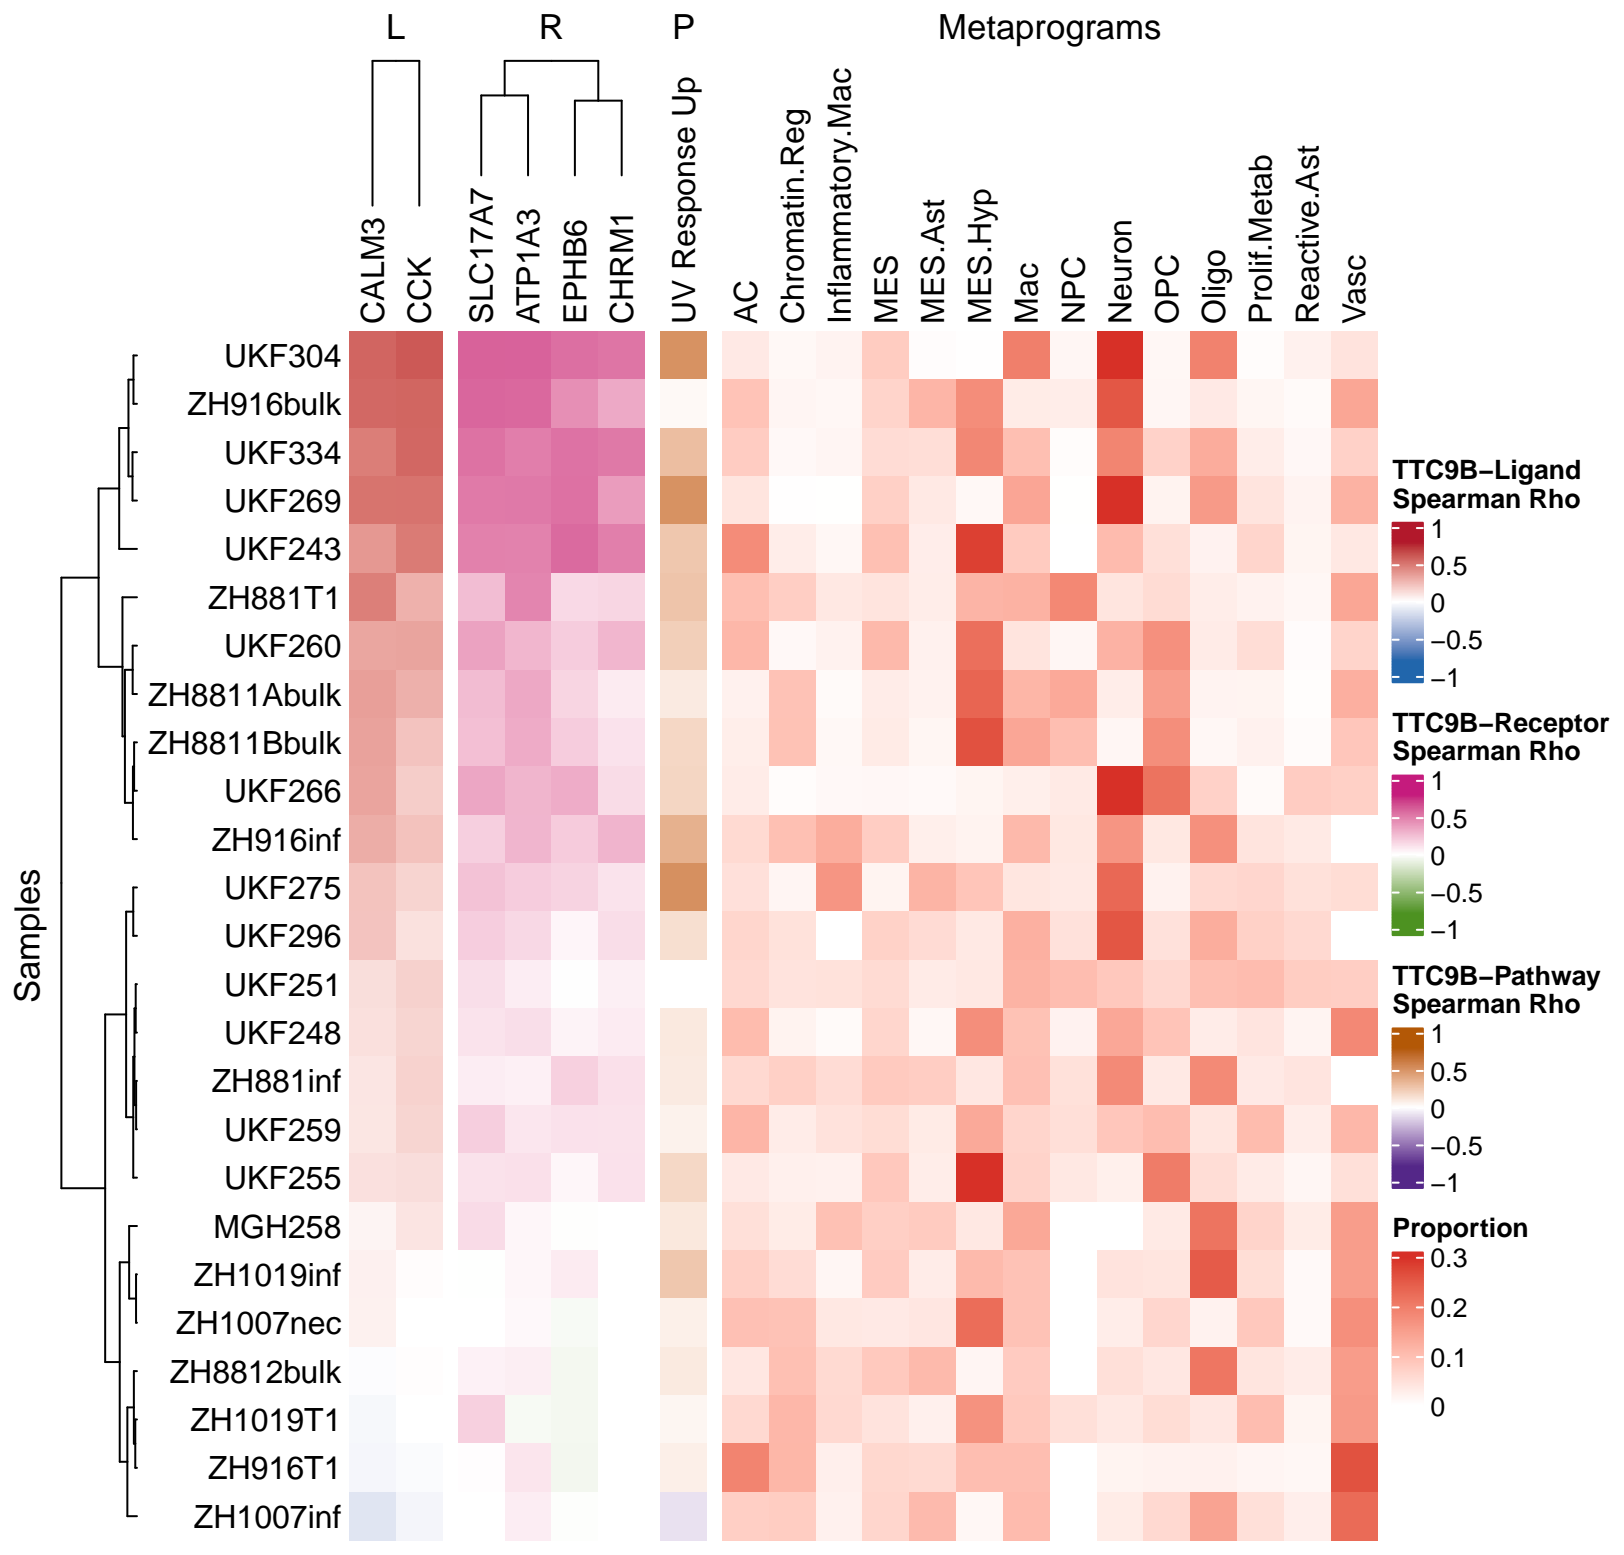 L R P Metaprograms
CALM3
CCK
SLC17A7
ATP1A3
EPHB6
CHRM1
UV Response Up
AC
Chromatin.Reg
Inflammatory.Mac
MES
MES.Ast
MES.Hyp
Mac
NPC
Neuron
OPC
Oligo
Prolif.Metab
Reactive.Ast
Vasc
Samples
UKF304
ZH916bulk
UKF334
UKF269
UKF243
ZH881T1
UKF260
ZH8811Abulk
ZH8811Bbulk
UKF266
ZH916inf
UKF275
UKF296
UKF251
UKF248
ZH881inf
UKF259
UKF255
MGH258
ZH1019inf
ZH1007nec
ZH8812bulk
ZH1019T1
ZH916T1
ZH1007inf
TTC9B−Ligand
Spearman Rho
1
0.5
0
−0.5
−1
TTC9B−Receptor
Spearman Rho
1
0.5
0
−0.5
−1
TTC9B−Pathway
Spearman Rho
1
0.5
0
−0.5
−1
Proportion
0.3
0.2
0.1
0